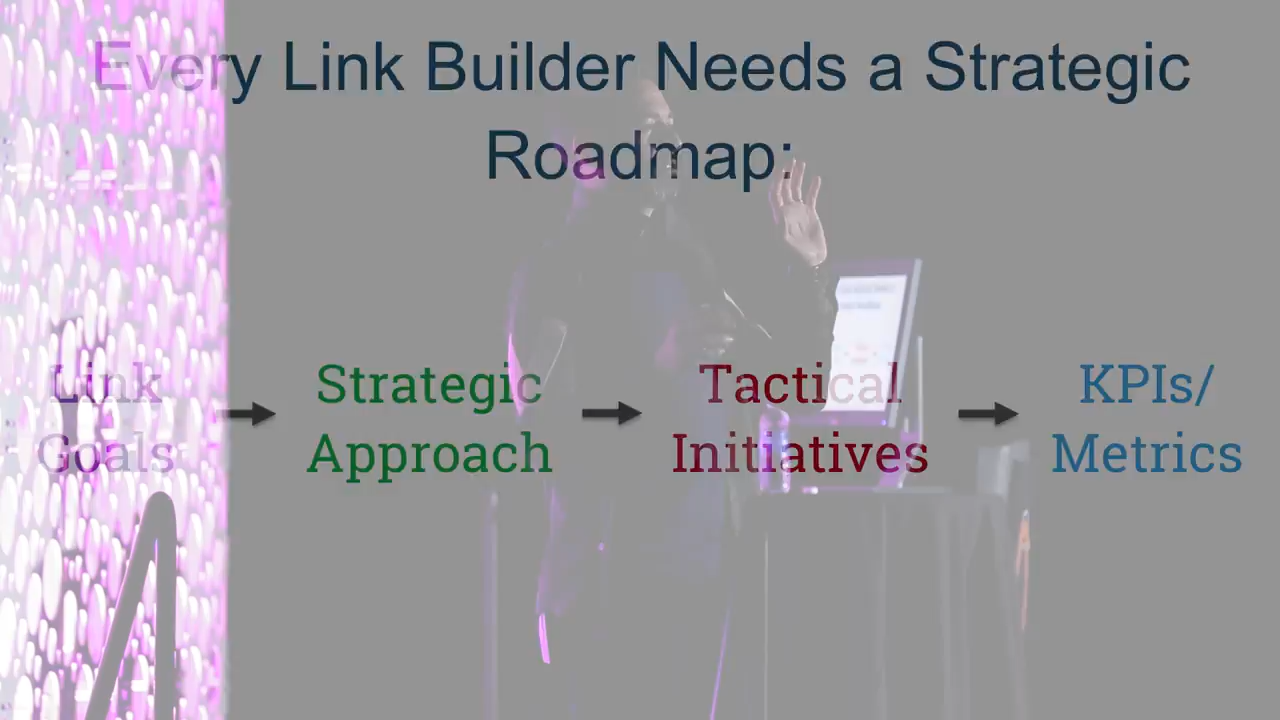 Every Link Builder Needs a Strategic
Roadmap:
Link
Goals
Strategic
Approach
Tactical
Initiatives
KPIs/
Metrics